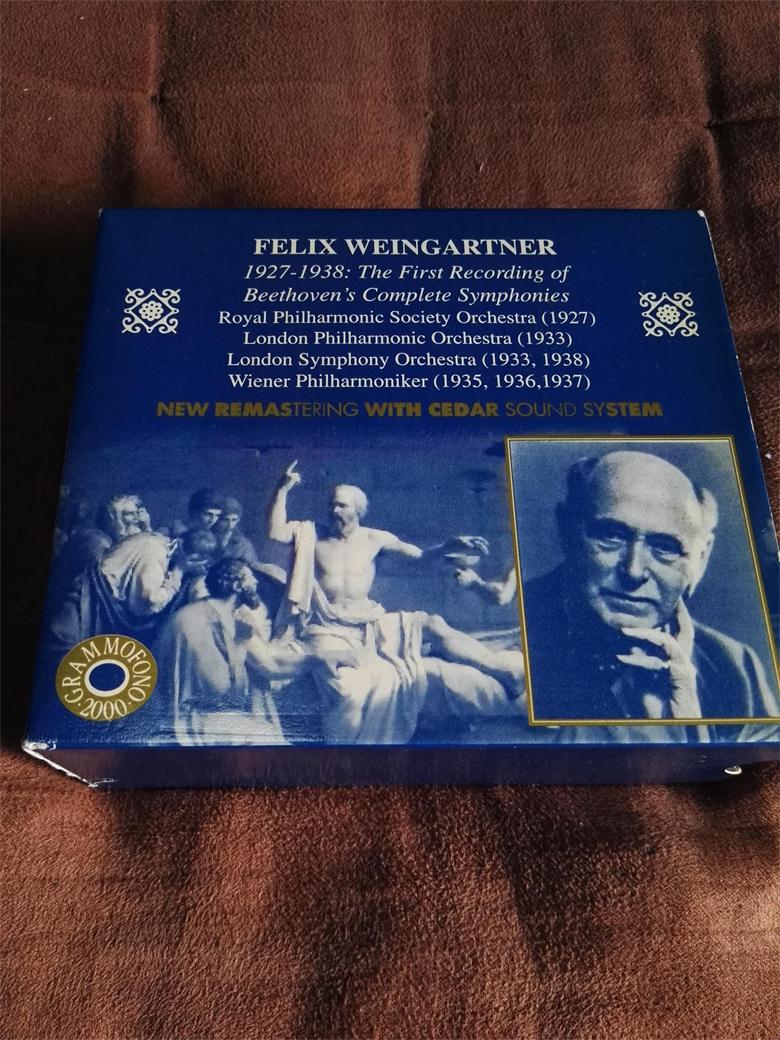 FELIX WEINGARTNER
1927-1938: The First Recording of
Beethoven's Complete Symphonies
Royal Philharmonic Society Orchestra (1927)
London Philharmonic Orchestra (1933)
London Symphony Orchestra (1933, 1938)
Wiener Philharmoniker (1935, 1936,1937)
NEW REMASTERING WITH CEDAR SOUND SYSTEM
GRAMMOFONO
·2000·